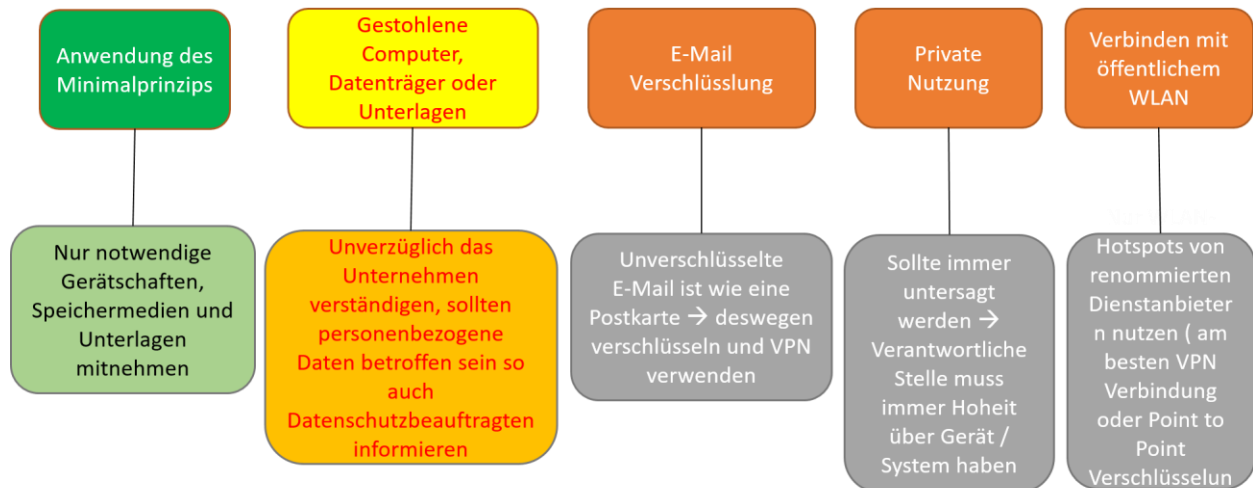 Anwendung des
Minimalprinzips
Gestohlene
Computer,
Datenträger oder
Unterlagen
E-Mail
Verschlüsslung
Private
Nutzung
Verbinden mit
öffentlichem
WLAN
Nur notwendige
Gerätschaften,
Speichermedien und
Unterlagen
mitnehmen
Unverzüglich das
Unternehmen
verständigen, sollten
personenbezogene
Daten betroffen sein so
auch
Datenschutzbeauftragten
informieren
Unverschlüsselte
E-Mail ist wie eine
Postkarte → deswegen
verschlüsseln und VPN
verwenden
Sollte immer
untersagt
werden →
Verantwortliche
Stelle muss
immer Hoheit
über Gerät /
System haben
Hotspots von
renommierten
Dienstanbieter
n nutzen ( am
besten VPN
Verbindung
oder Point to
Point
Verschlüsselun